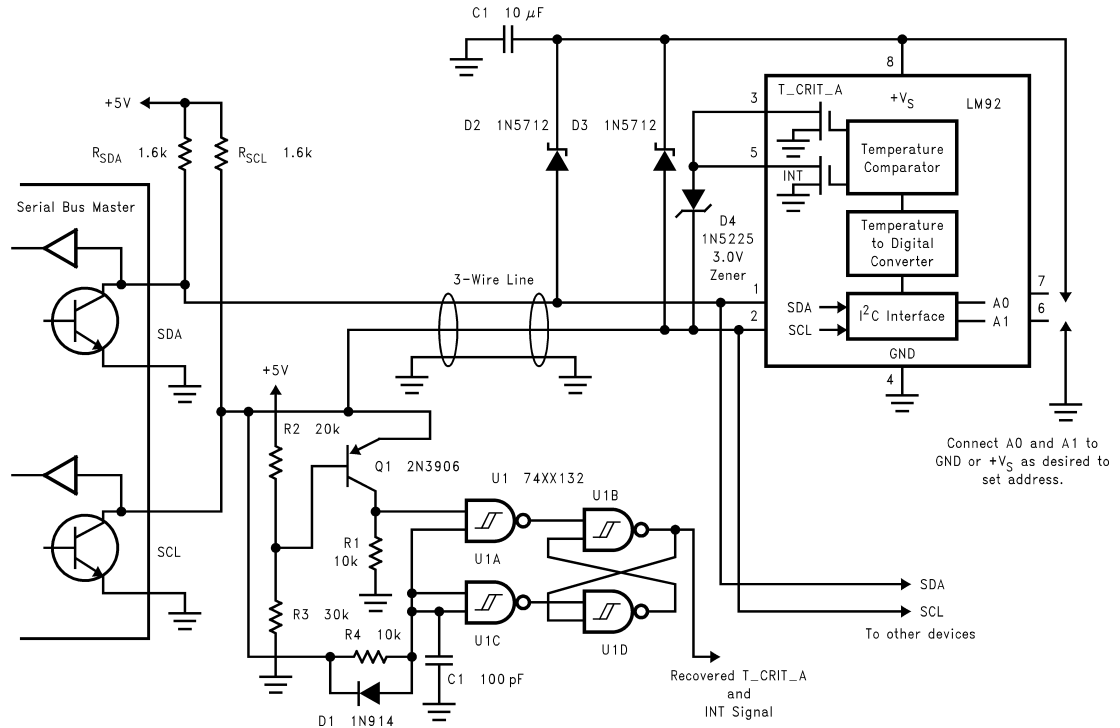 C1 10 μF
+5V
R_SDA 1.6k
R_SCL 1.6k
D2 1N5712
D3 1N5712
8
3
T_CRIT_A
+V_S
LM92
5
INT
Temperature
Comparator
D4
1N5225
3.0V
Zener
Temperature
to Digital
Converter
Serial Bus Master
3-Wire Line
1
2
SDA
SCL
I²C Interface
A0
A1
7
6
GND
4
SDA
+5V
R2 20k
Q1 2N3906
Connect A0 and A1 to
GND or +V_S as desired to
set address.
U1 74XX132
U1B
SCL
R1
10k
U1A
R3 30k
R4 10k
U1C
U1D
SDA
SCL
To other devices
C1 100 pF
D1 1N914
Recovered T_CRIT_A
and
INT Signal